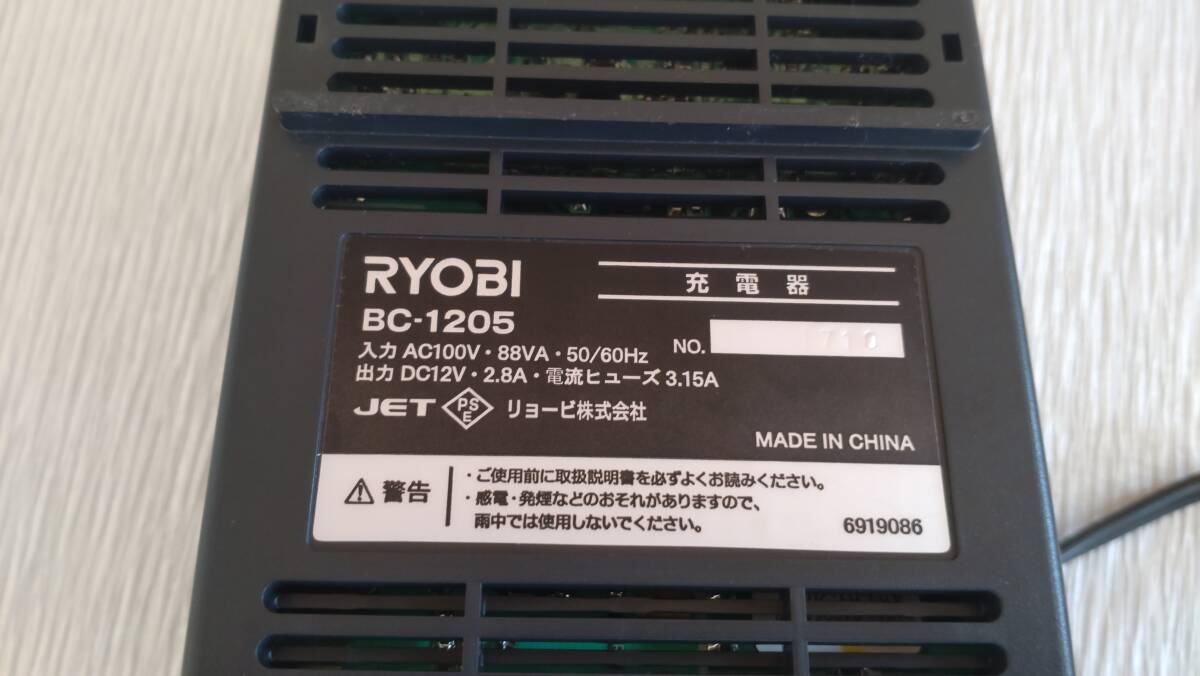 RYOBI
充電器
BC-1205
NO. 710
入力 AC100V・88VA・50/60Hz
出力 DC12V・2.8A・電流ヒューズ 3.15A
JET PSE リョービ株式会社
MADE IN CHINA
⚠ 警告
・ご使用前に取扱説明書を必ずよくお読みください。
・感電・発煙などのおそれがありますので、
雨中では使用しないでください。
6919086